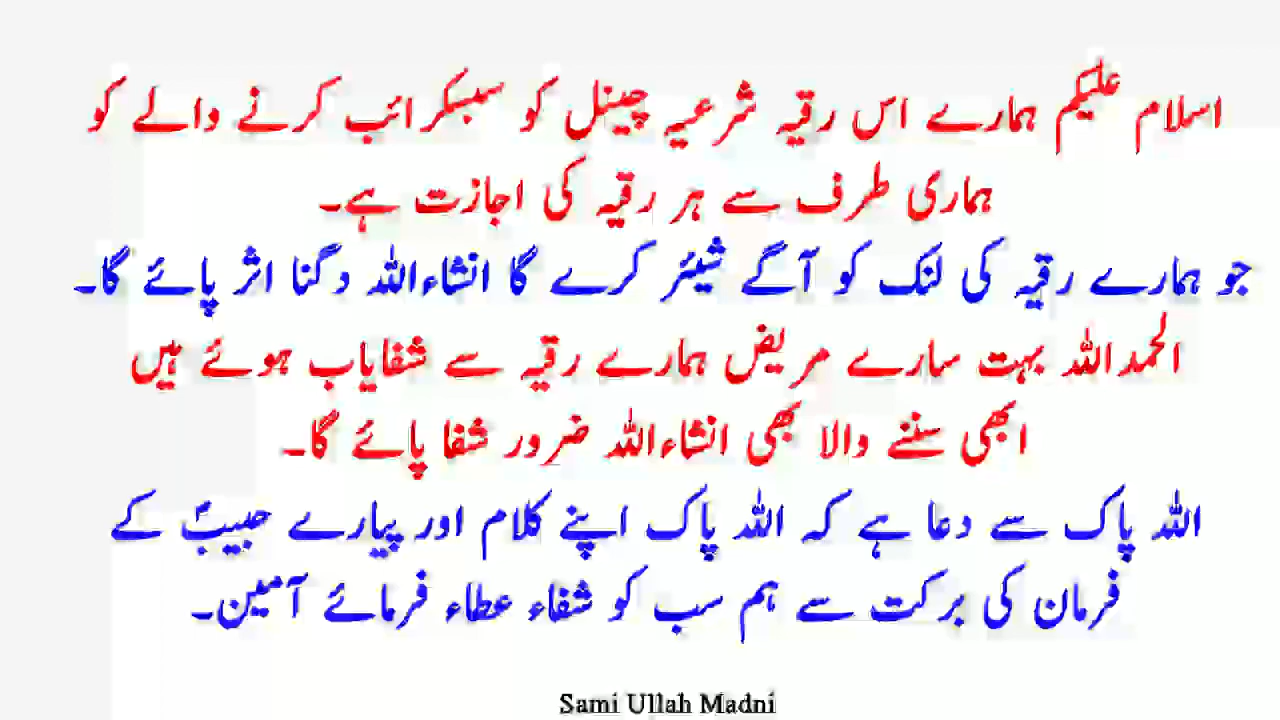 اسلام علیکم ہمارے اس رقیہ شرعیہ چینل کو سبسکرائب کرنے والے کو
ہماری طرف سے ہر رقیہ کی اجازت ہے۔
جو ہمارے رقیہ کی لنک کو آگے شیئر کرے گا انشاءاللہ دگنا اثر پائے گا۔
الحمداللہ بہت سارے مریض ہمارے رقیہ سے شفایاب ہوئے ہیں
ابھی سننے والا بھی انشاءاللہ ضرور شفا پائے گا۔
اللہ پاک سے دعا ہے کہ اللہ پاک اپنے کلام اور پیارے حبیبؐ کے
فرمان کی برکت سے ہم سب کو شفاء عطاء فرمائے آمین۔
Sami Ullah Madni